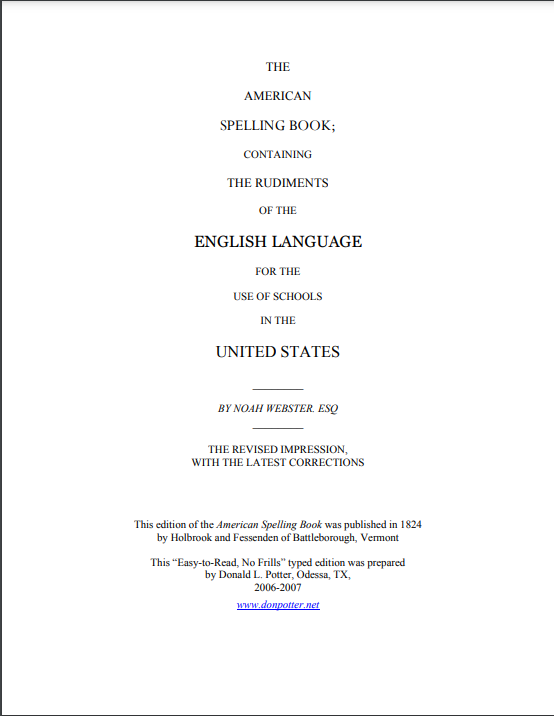 THE
AMERICAN
SPELLING BOOK;
CONTAINING
THE RUDIMENTS
OF THE
ENGLISH LANGUAGE
FOR THE
USE OF SCHOOLS
IN THE
UNITED STATES
BY NOAH WEBSTER. ESQ
THE REVISED IMPRESSION,
WITH THE LATEST CORRECTIONS
This edition of the American Spelling Book was published in 1824
by Holbrook and Fessenden of Battleborough, Vermont
This “Easy-to-Read, No Frills” typed edition was prepared
by Donald L. Potter, Odessa, TX,
2006-2007
www.donpotter.net